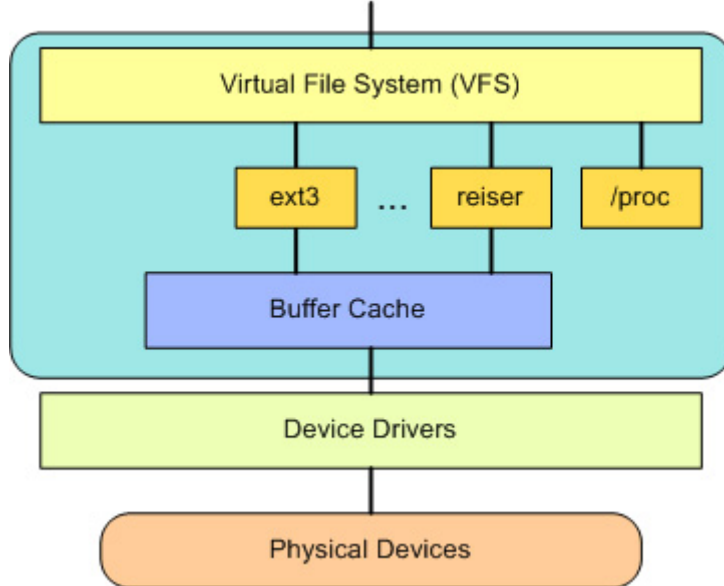 Virtual File System (VFS)
ext3 ... reiser /proc
Buffer Cache
Device Drivers
Physical Devices